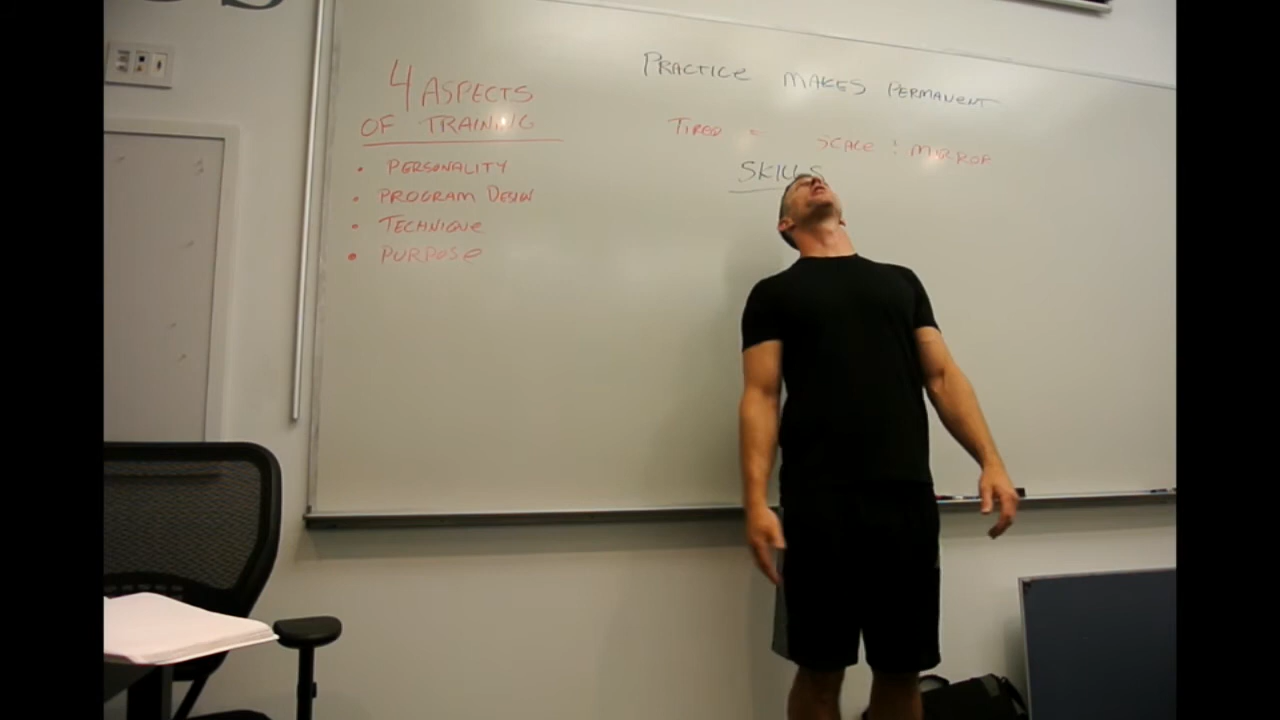 4 ASPECTS
OF TRAINING
• PERSONALITY
• PROGRAM DESIGN
• TECHNIQUE
• PURPOSE
PRACTICE MAKES PERMANENT
TIRED = SCALE : MIRROR
SKILLS